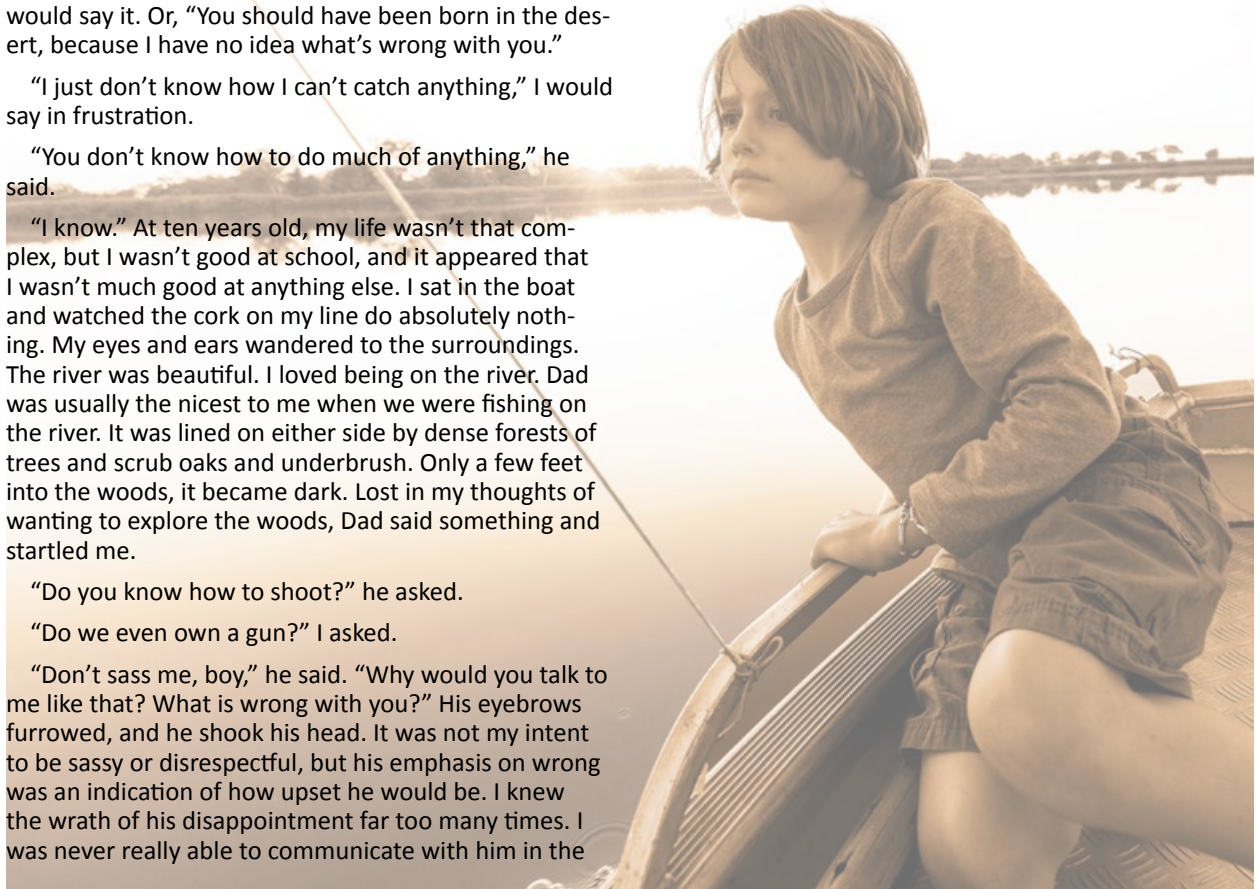 would say it. Or, “You should have been born in the des-
ert, because I have no idea what’s wrong with you.”
“I just don’t know how I can’t catch anything,” I would
say in frustration.
“You don’t know how to do much of anything,” he
said.
“I know.” At ten years old, my life wasn’t that com-
plex, but I wasn’t good at school, and it appeared that
I wasn’t much good at anything else. I sat in the boat
and watched the cork on my line do absolutely noth-
ing. My eyes and ears wandered to the surroundings.
The river was beautiful. I loved being on the river. Dad
was usually the nicest to me when we were fishing on
the river. It was lined on either side by dense forests of
trees and scrub oaks and underbrush. Only a few feet
into the woods, it became dark. Lost in my thoughts of
wanting to explore the woods, Dad said something and
startled me.
“Do you know how to shoot?” he asked.
“Do we even own a gun?” I asked.
“Don’t sass me, boy,” he said. “Why would you talk to
me like that? What is wrong with you?” His eyebrows
furrowed, and he shook his head. It was not my intent
to be sassy or disrespectful, but his emphasis on wrong
was an indication of how upset he would be. I knew
the wrath of his disappointment far too many times. I
was never really able to communicate with him in the